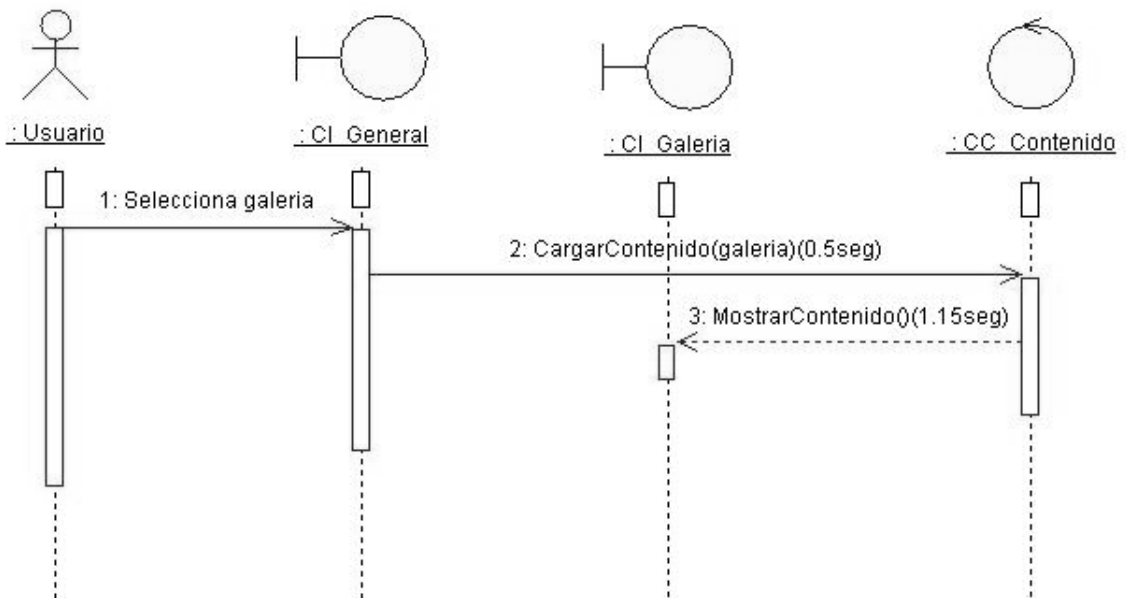 : Usuario
: CI_General
: CI_Galeria
: CC_Contenido
1: Selecciona galeria
2: CargarContenido(galeria)(0.5seg)
3: MostrarContenido()(1.15seg)